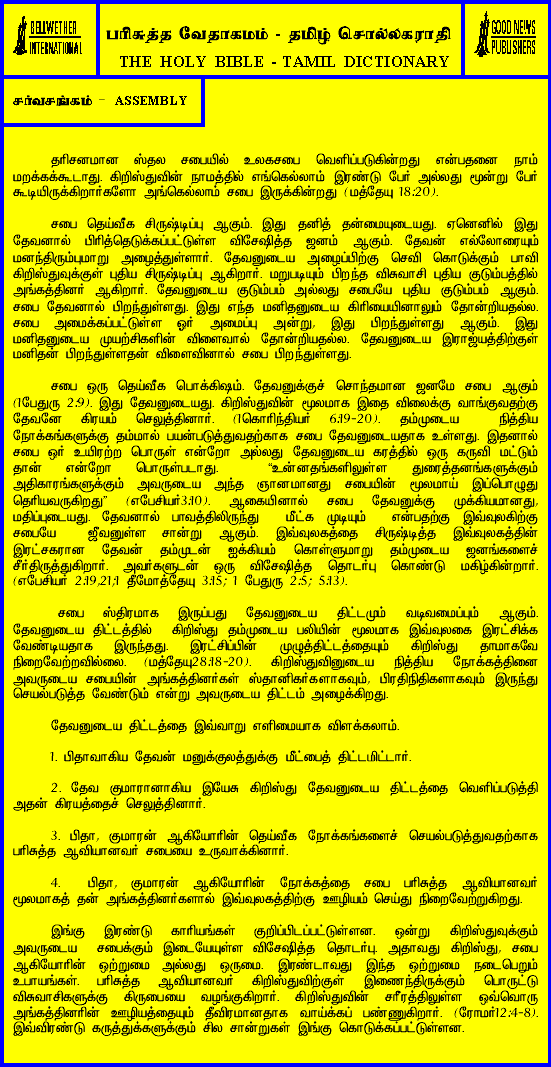 BELLWETHER
INTERNATIONAL
பரிசுத்த வேதாகமம் - தமிழ் சொல்லகராதி
THE HOLY BIBLE - TAMIL DICTIONARY
GOOD NEWS
PUBLISHERS
சர்வசங்கம் - ASSEMBLY
தரிசனமான ஸ்தல சபையில் உலகசபை வெளிப்படுகின்றது என்பதனை நாம்
மறக்கக்கூடாது. கிறிஸ்துவின் நாமத்தில் எங்கெல்லாம் இரண்டு பேர் அல்லது மூன்று பேர்
கூடியிருக்கிறார்களோ அங்கெல்லாம் சபை இருக்கின்றது (மத்தேயு 18:20).
சபை தெய்வீக சிருஷ்டிப்பு ஆகும். இது தனித் தன்மையுடையது. ஏனெனில் இது
தேவனால் பிரித்தெடுக்கப்பட்டுள்ள விசேஷித்த ஜனம் ஆகும். தேவன் எல்லோரையும்
மனந்திரும்புமாறு அழைத்துள்ளார். தேவனுடைய அழைப்பிற்கு செவி கொடுக்கும் பாவி
கிறிஸ்துவுக்குள் புதிய சிருஷ்டிப்பு ஆகிறார். மறுபடியும் பிறந்த விசுவாசி புதிய குடும்பத்தில்
அங்கத்தினர் ஆகிறார். தேவனுடைய குடும்பம் அல்லது சபையே புதிய குடும்பம் ஆகும்.
சபை தேவனால் பிறந்துள்ளது. இது எந்த மனிதனுடைய கிரியையினாலும் தோன்றியதல்ல.
சபை அமைக்கப்பட்டுள்ள ஓர் அமைப்பு அன்று, இது பிறந்துள்ளது ஆகும். இது
மனிதனுடைய முயற்சிகளின் விளைவால் தோன்றியதல்ல. தேவனுடைய இராஜ்யத்திற்குள்
மனிதன் பிறந்துள்ளதன் விளைவினால் சபை பிறந்துள்ளது.
சபை ஒரு தெய்வீக பொக்கிஷம். தேவனுக்குச் சொந்தமான ஜனமே சபை ஆகும்
(1பேதுரு 2:9). இது தேவனுடையது. கிறிஸ்துவின் மூலமாக இதை விலைக்கு வாங்குவதற்கு
தேவனே கிரயம் செலுத்தினார். (1கொரிந்தியர் 6:19-20). தம்முடைய நித்திய
நோக்கங்களுக்கு தம்மால் பயன்படுத்துவதற்காக சபை தேவனுடையதாக உள்ளது. இதனால்
சபை ஓர் உயிரற்ற பொருள் என்றோ அல்லது தேவனுடைய கரத்தில் ஒரு கருவி மட்டும்
தான் என்றோ பொருள்படாது. "உன்னதங்களிலுள்ள துரைத்தனங்களுக்கும்
அதிகாரங்களுக்கும் அவருடைய அந்த ஞானமானது சபையின் மூலமாய் இப்பொழுது
தெரியவருகிறது" (எபேசியர்3:10). ஆகையினால் சபை தேவனுக்கு முக்கியமானது,
மதிப்புடையது. தேவனால் பாவத்திலிருந்து மீட்க முடியும் என்பதற்கு இவ்வுலகிற்கு
சபையே ஜீவனுள்ள சான்று ஆகும். இவ்வுலகத்தை சிருஷ்டித்த இவ்வுலகத்தின்
இரட்சகரான தேவன் தம்முடன் ஐக்கியம் கொள்ளுமாறு தம்முடைய ஜனங்களைச்
சீர்திருத்துகிறார். அவர்களுடன் ஒரு விசேஷித்த தொடர்பு கொண்டு மகிழ்கின்றார்.
(எபேசியர் 2:19,21;1 தீமோத்தேயு 3:15; 1 பேதுரு 2:5; 5:13).
சபை ஸ்திரமாக இருப்பது தேவனுடைய திட்டமும் வடிவமைப்பும் ஆகும்.
தேவனுடைய திட்டத்தில் கிறிஸ்து தம்முடைய பலியின் மூலமாக இவ்வுலகை இரட்சிக்க
வேண்டியதாக இருந்தது. இரட்சிப்பின் முழுத்திட்டத்தையும் கிறிஸ்து தாமாகவே
நிறைவேற்றவில்லை. (மத்தேயு28:18-20). கிறிஸ்துவினுடைய நித்திய நோக்கத்தினை
அவருடைய சபையின் அங்கத்தினர்கள் ஸ்தானிகர்களாகவும், பிரதிநிதிகளாகவும் இருந்து
செயல்படுத்த வேண்டும் என்று அவருடைய திட்டம் அழைக்கிறது.
தேவனுடைய திட்டத்தை இவ்வாறு எளிமையாக விளக்கலாம்.
1. பிதாவாகிய தேவன் மனுக்குலத்துக்கு மீட்பைத் திட்டமிட்டார்.
2. தேவ குமாரானாகிய இயேசு கிறிஸ்து தேவனுடைய திட்டத்தை வெளிப்படுத்தி
அதன் கிரயத்தைச் செலுத்தினார்.
3. பிதா, குமாரன் ஆகியோரின் தெய்வீக நோக்கங்களைச் செயல்படுத்துவதற்காக
பரிசுத்த ஆவியானவர் சபையை உருவாக்கினார்.
4. பிதா, குமாரன் ஆகியோரின் நோக்கத்தை சபை பரிசுத்த ஆவியானவர்
மூலமாகத் தன் அங்கத்தினர்களால் இவ்வுலகத்திற்கு ஊழியம் செய்து நிறைவேற்றுகிறது.
இங்கு இரண்டு காரியங்கள் குறிப்பிடப்பட்டுள்ளன. ஒன்று கிறிஸ்துவுக்கும்
அவருடைய சபைக்கும் இடையேயுள்ள விசேஷித்த தொடர்பு. அதாவது கிறிஸ்து, சபை
ஆகியோரின் ஒற்றுமை அல்லது ஒருமை. இரண்டாவது இந்த ஒற்றுமை நடைபெறும்
உபாயங்கள். பரிசுத்த ஆவியானவர் கிறிஸ்துவிற்குள் இணைந்திருக்கும் பொருட்டு
விசுவாசிகளுக்கு கிருபையை வழங்குகிறார். கிறிஸ்துவின் சரீரத்திலுள்ள ஒவ்வொரு
அங்கத்தினரின் ஊழியத்தையும் தீவிரமானதாக வாய்க்கப் பண்ணுகிறார். (ரோமர்12:4-8).
இவ்விரண்டு கருத்துக்களுக்கும் சில சான்றுகள் இங்கு கொடுக்கப்பட்டுள்ளன.